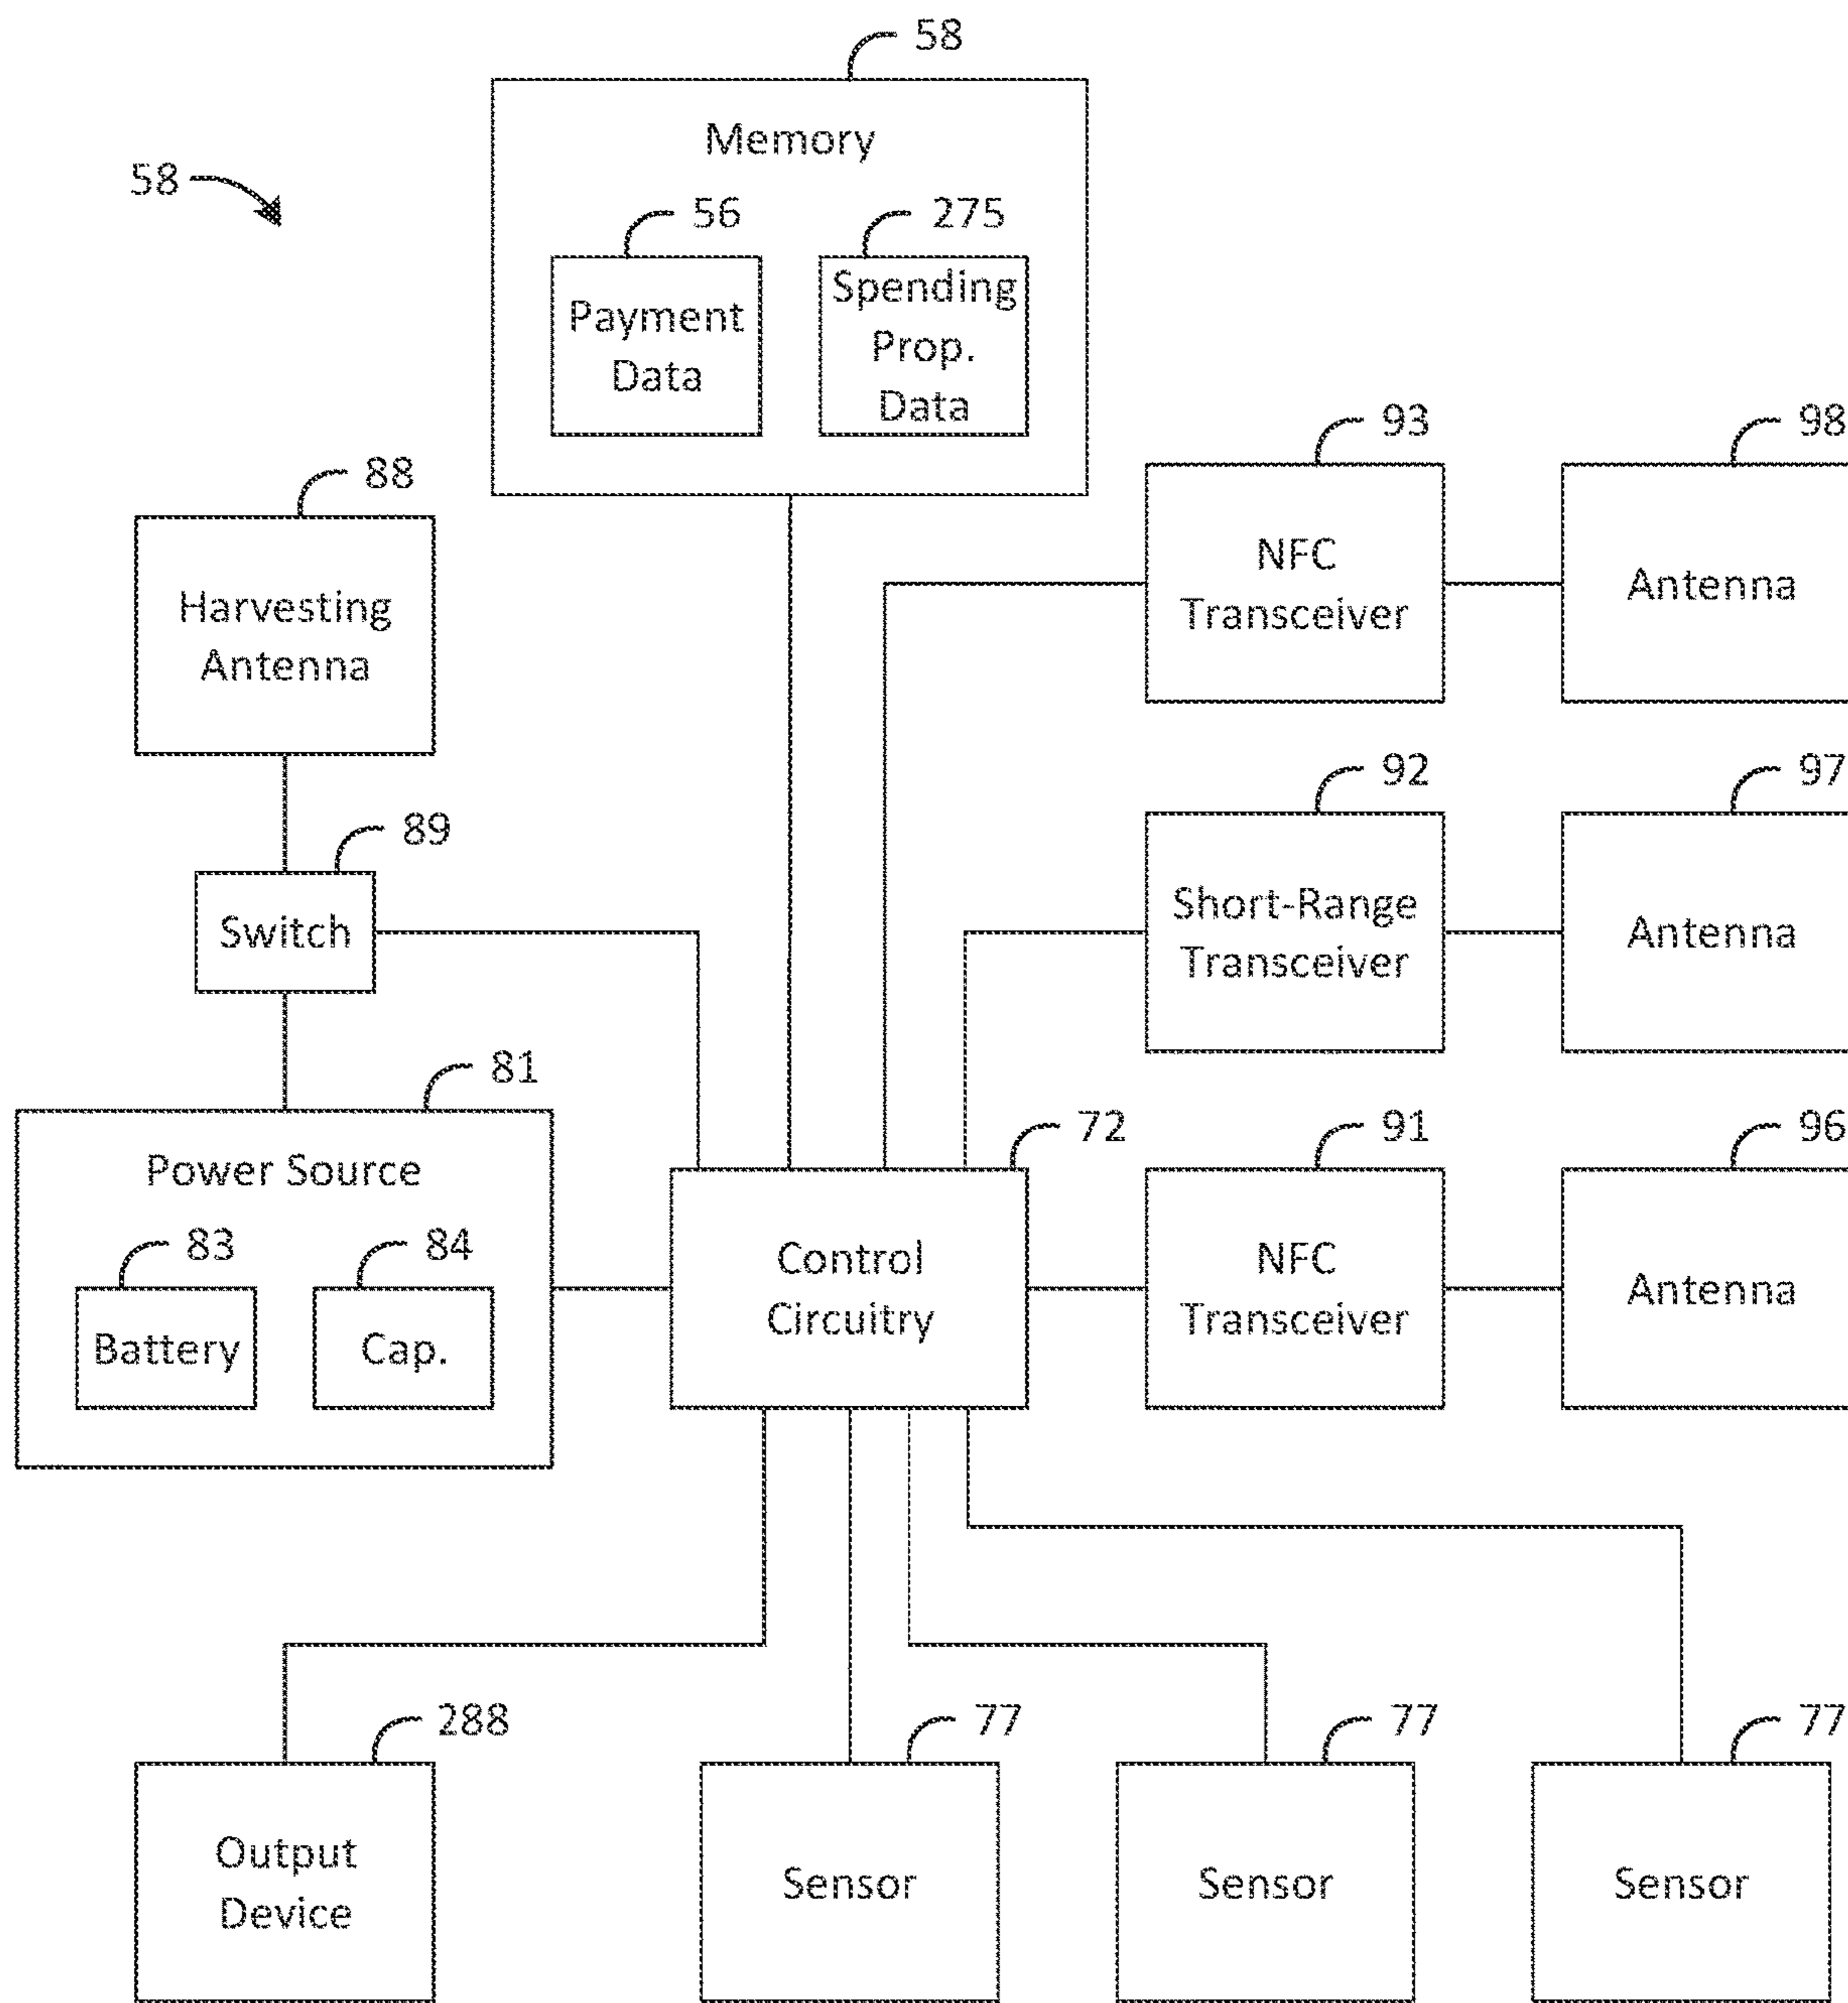 58
Memory
58
56
275
Payment
Data
Spending
Prop.
Data
93
98
88
NFC
Transceiver
Antenna
Harvesting
Antenna
92
97
89
Short-Range
Transceiver
Antenna
Switch
81
72
91
96
Power Source
83
84
Battery
Cap.
Control
Circuitry
NFC
Transceiver
Antenna
288
77
77
77
Output
Device
Sensor
Sensor
Sensor